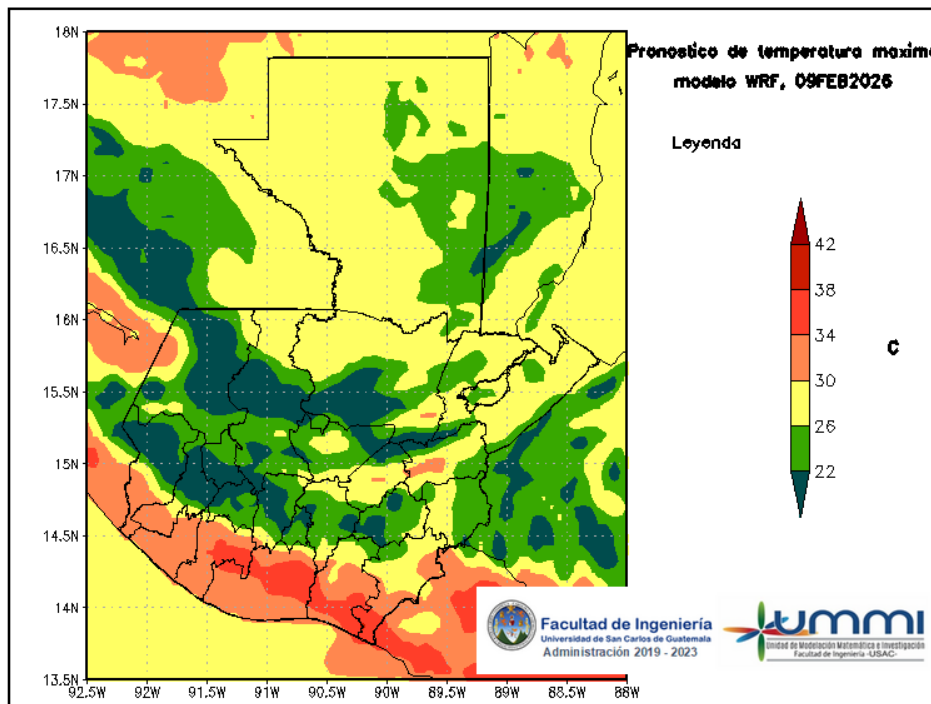 Pronostico de temperatura maxima
modelo WRF, 09FEB2026
Leyenda
42
38
34
30
26
22
C
18N
17.5N
17N
16.5N
16N
15.5N
15N
14.5N
14N
13.5N
92.5W
92W
91.5W
91W
90.5W
90W
89.5W
89W
88.5W
88W
Facultad de Ingeniería
Universidad de San Carlos de Guatemala
Administración 2019 - 2023
UMMI
Unidad de Modelación Matemática e Investigación
Facultad de Ingeniería -USAC-